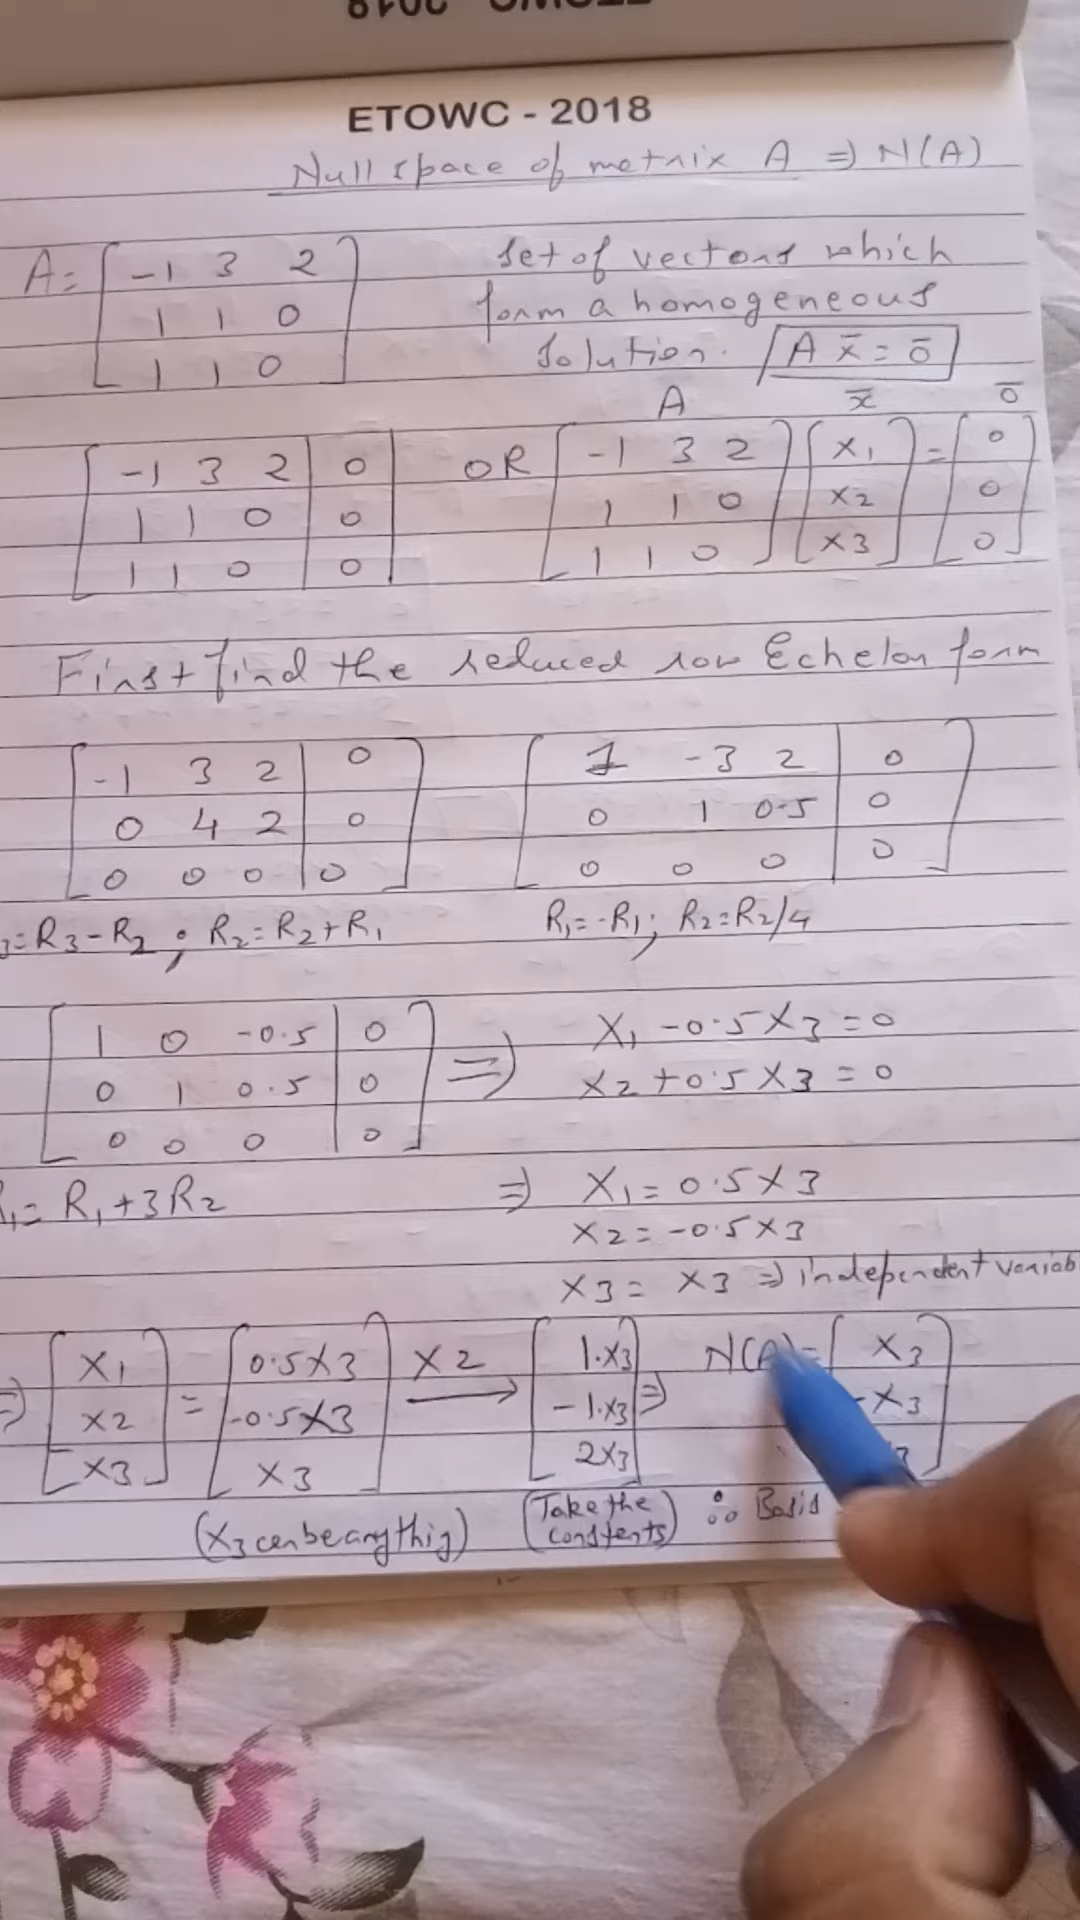 ETOWC - 2018
Null space of matrix A ⇒ N(A)
A= [ -1 3 2
1 1 0
1 1 0 ]
Set of vectors which
form a homogeneous
solution. A x̄ = ō
[ -1 3 2 | 0
1 1 0 | 0
1 1 0 | 0
OR
A x̄ ō
[ -1 3 2 ] [ x1 ] = [ 0 ]
[ 1 1 0 ] [ x2 ] [ 0 ]
[ 1 1 0 ] [ x3 ] [ 0 ]
First find the reduced row Echelon form
[ -1 3 2 | 0 ]
[ 0 4 2 | 0 ]
[ 0 0 0 | 0 ]
3=R3-R2 ; R2=R2+R1
[ 1 -3 2 | 0 ]
[ 0 1 0.5 | 0 ]
[ 0 0 0 | 0 ]
R1=-R1; R2=R2/4
[ 1 0 -0.5 | 0 ]
[ 0 1 0.5 | 0 ]
[ 0 0 0 | 0 ]
R1= R1+3R2
⇒ x1 -0.5x3 =0
x2 +0.5x3 = 0
⇒ x1= 0.5x3
x2= -0.5x3
x3= x3 ⇒ independent variab
⇒ [ x1 ] = [ 0.5x3 ] X2 → [ 1.x3 ] ⇒ N(A)= [ x3 ]
[ x2 ] [ -0.5x3 ] [ -1.x3 ] [ -x3 ]
[ x3 ] [ x3 ] [ 2x3 ]
(x3 can be anythig)
(Take the
constents)
∴ Basis